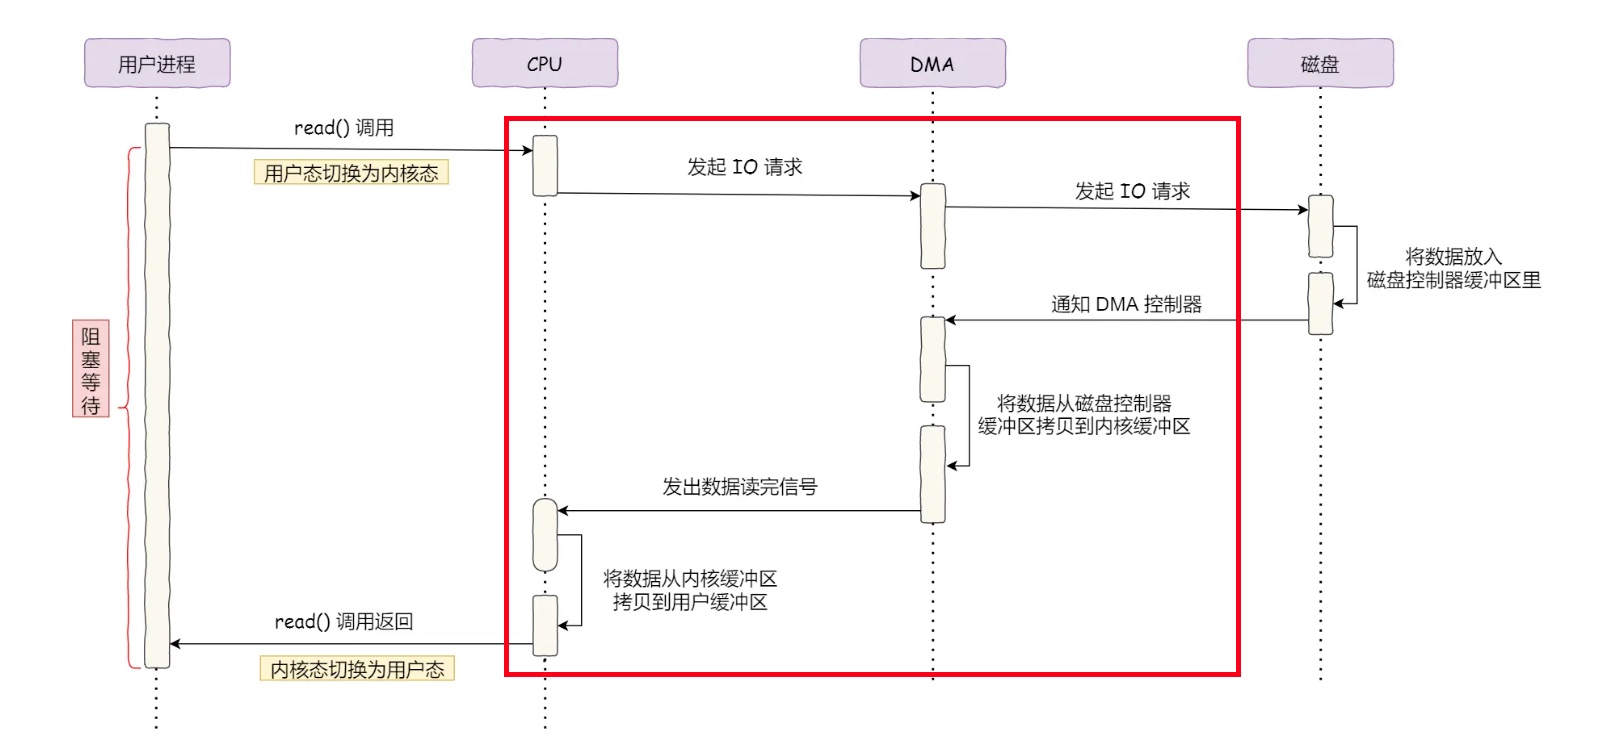 用户进程
CPU
DMA
磁盘
read() 调用
用户态切换为内核态
发起 IO 请求
发起 IO 请求
将数据放入
磁盘控制器缓冲区里
通知 DMA 控制器
阻
塞
等
待
将数据从磁盘控制器
缓冲区拷贝到内核缓冲区
发出数据读完信号
将数据从内核缓冲区
拷贝到用户缓冲区
read() 调用返回
内核态切换为用户态